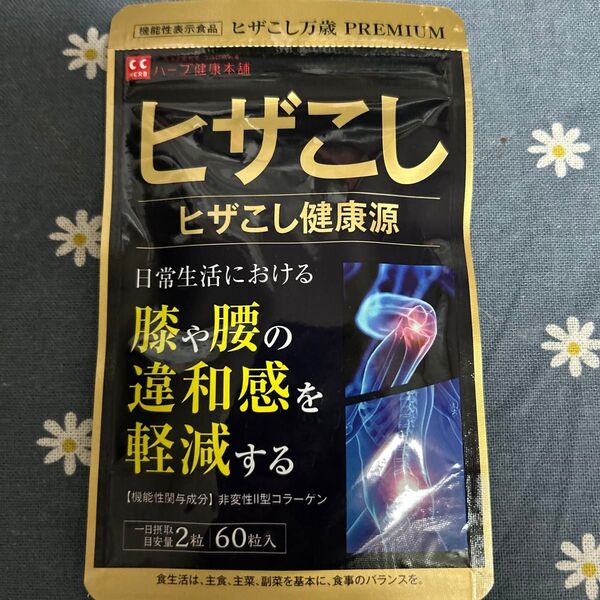 機能性表示食品 ヒザこし万歳 PREMIUM
CC
HERB
ハーブ健康本舗
ヒザこし
ヒザこし健康源
日常生活における
膝や腰の
違和感を
軽減する
【機能性関与成分】非変性II型コラーゲン
一日摂取
目安量 2粒 60粒入
食生活は、主食、主菜、副菜を基本に、食事のバランスを。